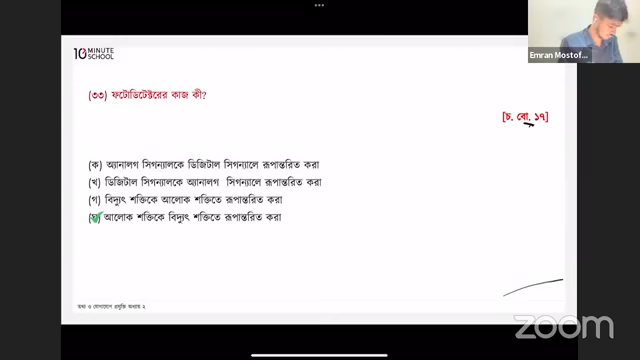 Emran Mostof...
10 MINUTE SCHOOL
(৩৩) ফটোডিটেক্টরের কাজ কী?
[চ. বো. ১৭]
(ক) অ্যানালগ সিগন্যালকে ডিজিটাল সিগন্যালে রূপান্তরিত করা
(খ) ডিজিটাল সিগন্যালকে অ্যানালগ সিগন্যালে রূপান্তরিত করা
(গ) বিদ্যুৎ শক্তিকে আলোক শক্তিতে রূপান্তরিত করা
(ঘ) আলোক শক্তিকে বিদ্যুৎ শক্তিতে রূপান্তরিত করা
তথ্য ও যোগাযোগ প্রযুক্তি অধ্যায় ২
zoom